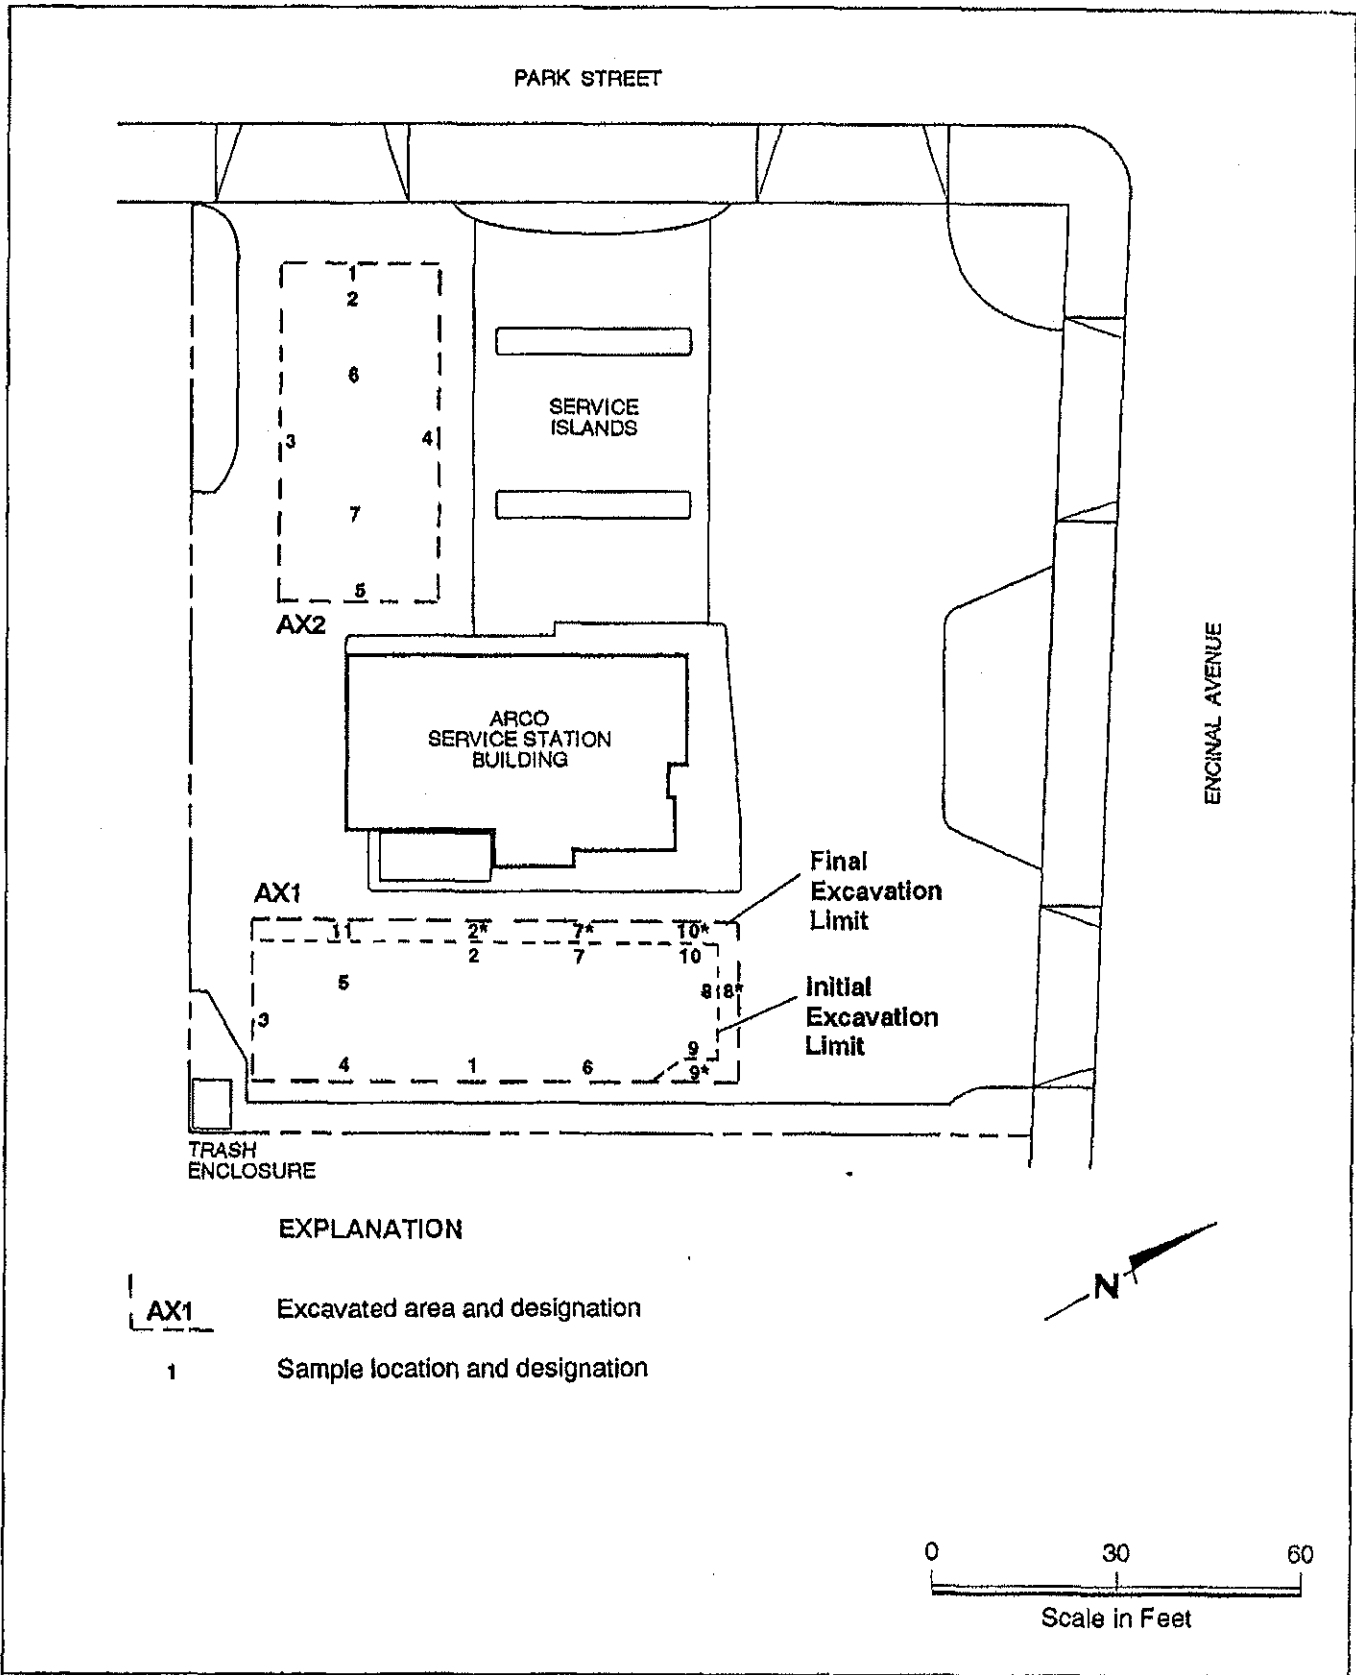 PARK STREET
1
2
6
3 4
7
5
AX2
SERVICE
ISLANDS
ARCO
SERVICE STATION
BUILDING
ENCINAL AVENUE
AX1
11 2* 7* 10*
2 7 10
5
8 8*
3
9
4 1 6 9*
Final
Excavation
Limit
Initial
Excavation
Limit
TRASH
ENCLOSURE
EXPLANATION
AX1 Excavated area and designation
1 Sample location and designation
N
0 30 60
Scale in Feet